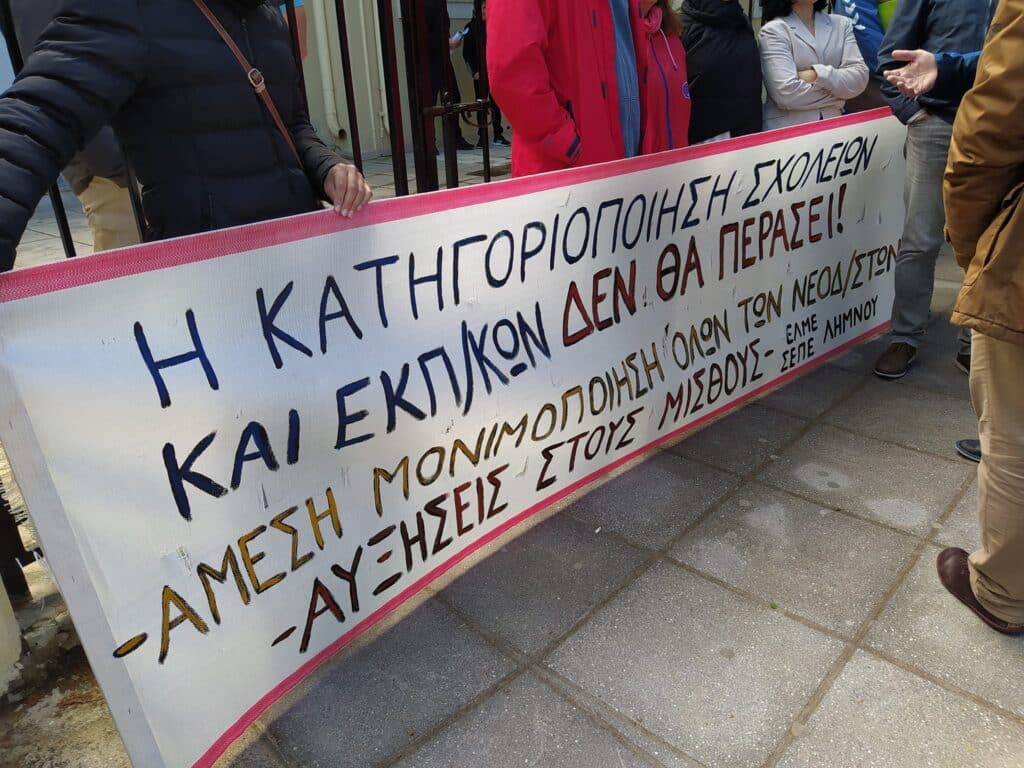 Η ΚΑΤΗΓΟΡΙΟΠΟΙΗΣΗ ΣΧΟΛΕΙΩΝ
ΚΑΙ ΕΚΠ/ΚΩΝ ΔΕΝ ΘΑ ΠΕΡΑΣΕΙ!
-ΑΜΕΣΗ ΜΟΝΙΜΟΠΟΙΗΣΗ ΟΛΩΝ ΤΩΝ ΝΕΟΔ/ΣΤΩΝ
-ΑΥΞΗΣΕΙΣ ΣΤΟΥΣ ΜΙΣΘΟΥΣ-
ΕΛΜΕ
ΣΕΠΕ ΛΗΜΝΟΥ